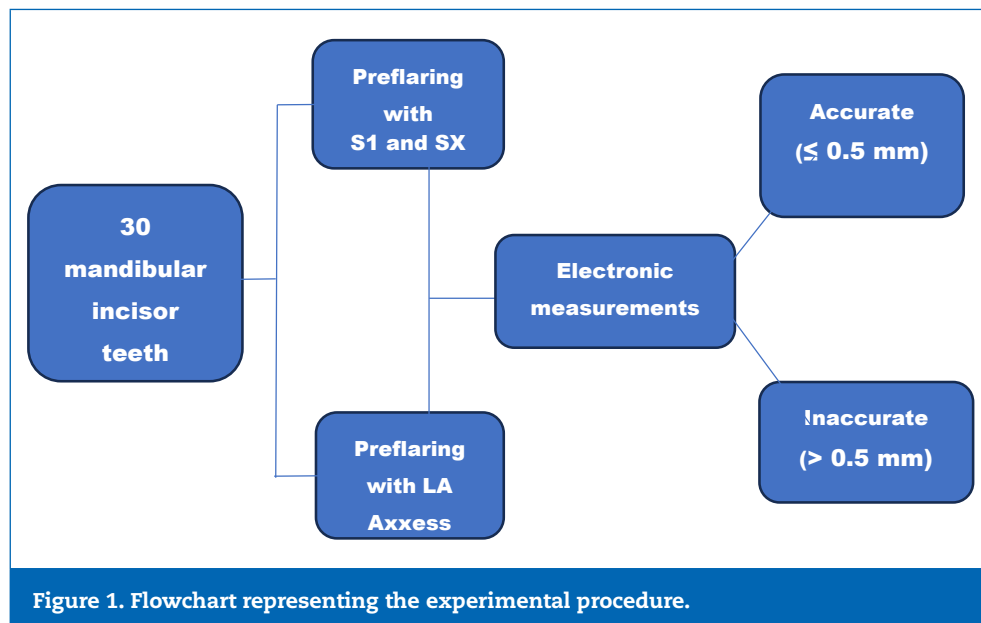 30
mandibular
incisor
teeth
Preflaring
with
S1 and SX
Preflaring
with LA
Axxess
Electronic
measurements
Accurate
(≤ 0.5 mm)
Inaccurate
(> 0.5 mm)
Figure 1. Flowchart representing the experimental procedure.